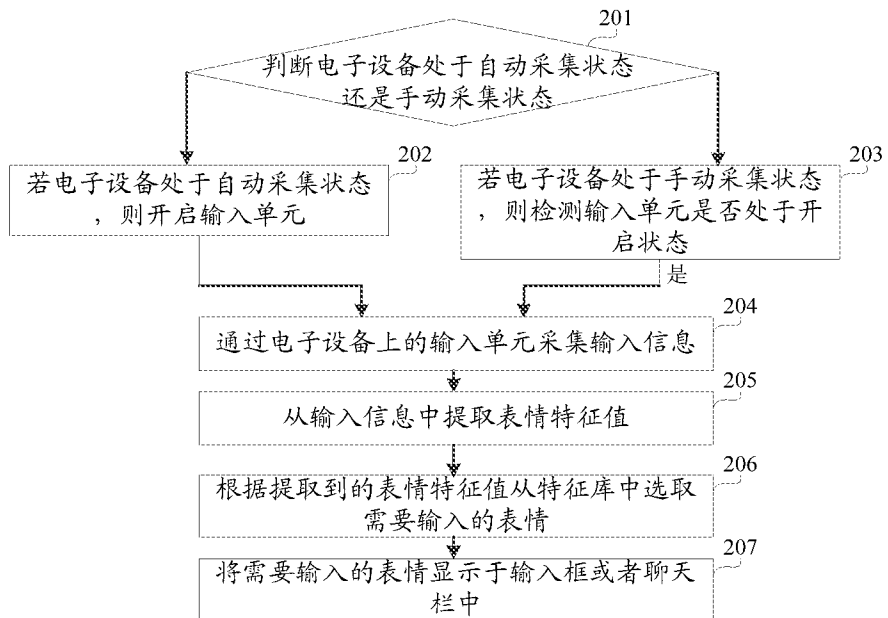 201
判断电子设备处于自动采集状态
还是手动采集状态
202
若电子设备处于自动采集状态
，则开启输入单元
203
若电子设备处于手动采集状态
，则检测输入单元是否处于开
启状态
是
204
通过电子设备上的输入单元采集输入信息
205
从输入信息中提取表情特征值
206
根据提取到的表情特征值从特征库中选取
需要输入的表情
207
将需要输入的表情显示于输入框或者聊天
栏中